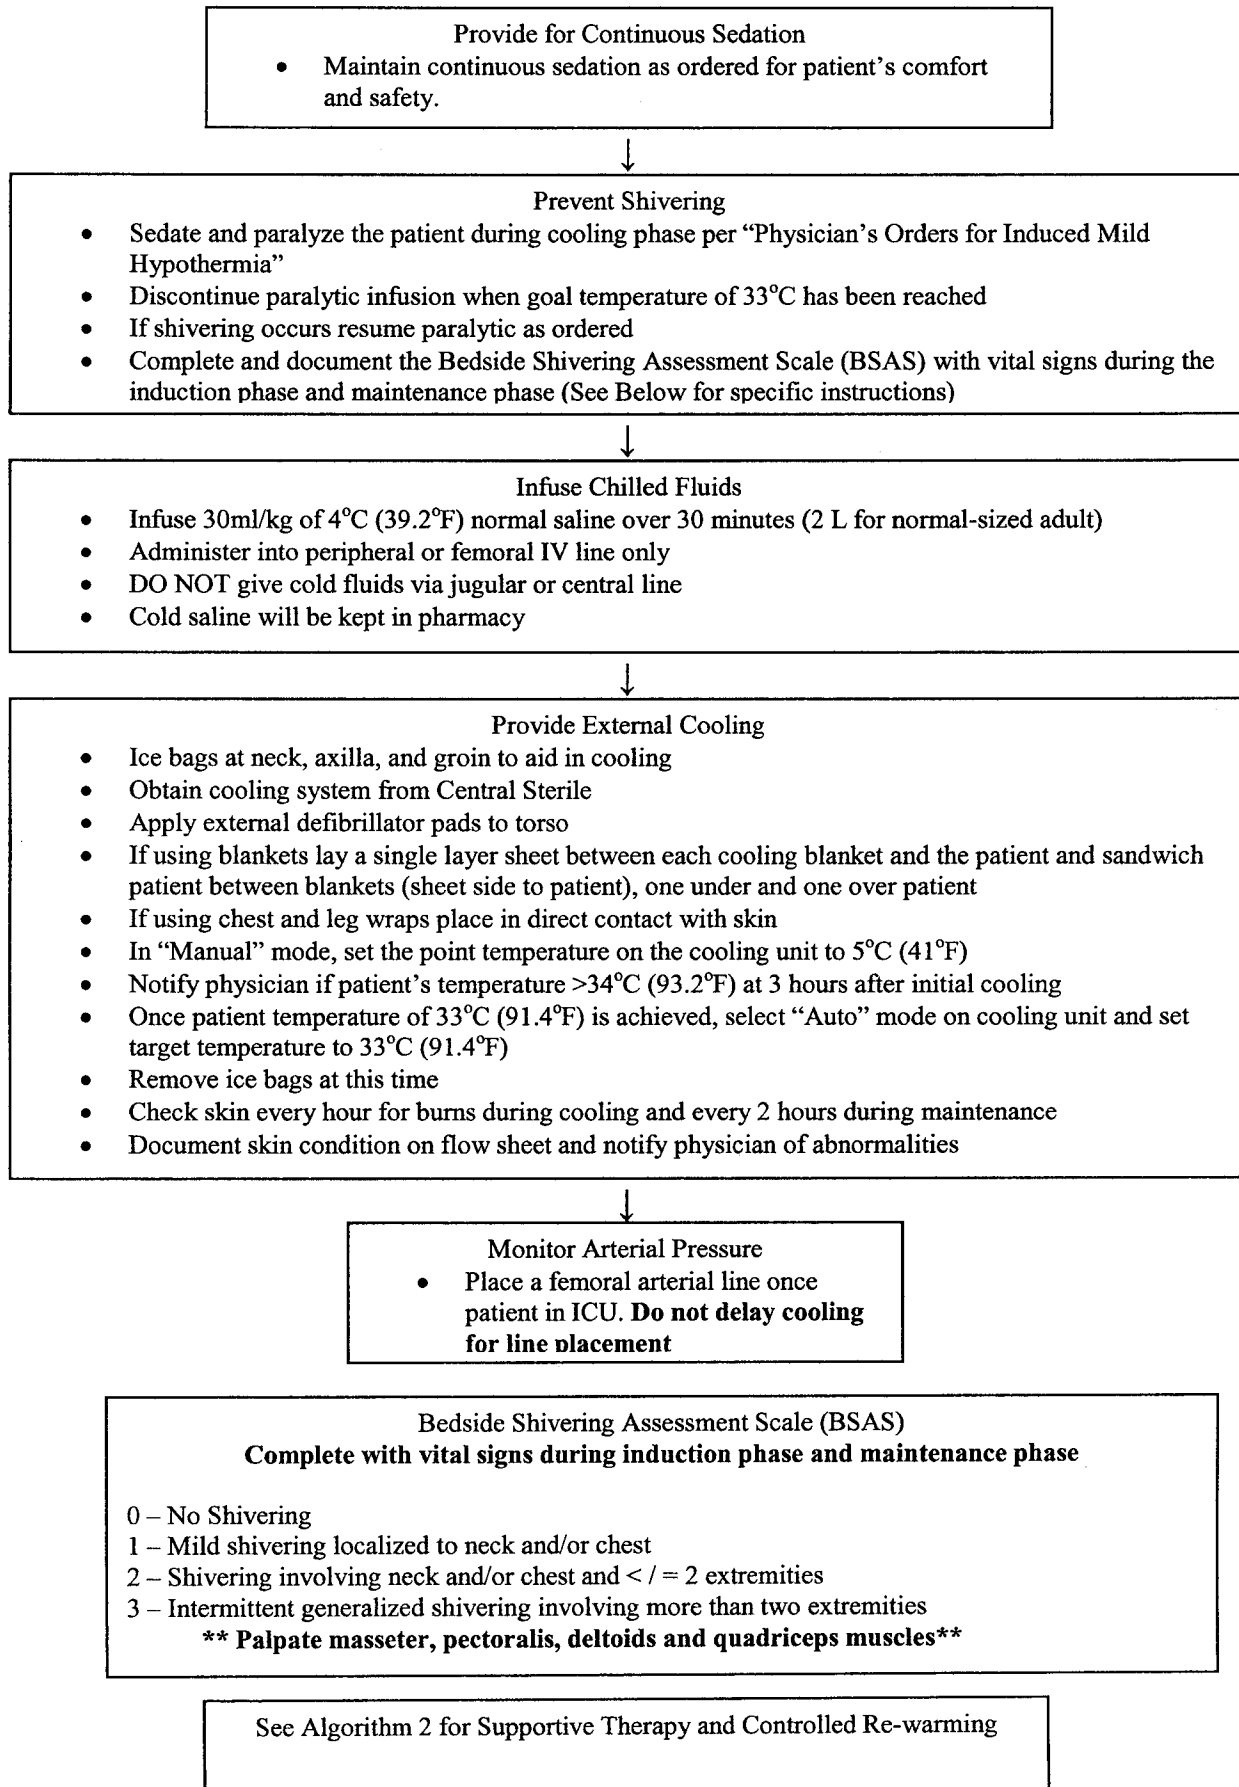 Provide for Continuous Sedation
• Maintain continuous sedation as ordered for patient's comfort
and safety.
↓
Prevent Shivering
• Sedate and paralyze the patient during cooling phase per “Physician's Orders for Induced Mild
Hypothermia”
• Discontinue paralytic infusion when goal temperature of 33°C has been reached
• If shivering occurs resume paralytic as ordered
• Complete and document the Bedside Shivering Assessment Scale (BSAS) with vital signs during the
induction phase and maintenance phase (See Below for specific instructions)
↓
Infuse Chilled Fluids
• Infuse 30ml/kg of 4°C (39.2°F) normal saline over 30 minutes (2 L for normal-sized adult)
• Administer into peripheral or femoral IV line only
• DO NOT give cold fluids via jugular or central line
• Cold saline will be kept in pharmacy
↓
Provide External Cooling
• Ice bags at neck, axilla, and groin to aid in cooling
• Obtain cooling system from Central Sterile
• Apply external defibrillator pads to torso
• If using blankets lay a single layer sheet between each cooling blanket and the patient and sandwich
patient between blankets (sheet side to patient), one under and one over patient
• If using chest and leg wraps place in direct contact with skin
• In “Manual” mode, set the point temperature on the cooling unit to 5°C (41°F)
• Notify physician if patient's temperature >34°C (93.2°F) at 3 hours after initial cooling
• Once patient temperature of 33°C (91.4°F) is achieved, select “Auto” mode on cooling unit and set
target temperature to 33°C (91.4°F)
• Remove ice bags at this time
• Check skin every hour for burns during cooling and every 2 hours during maintenance
• Document skin condition on flow sheet and notify physician of abnormalities
↓
Monitor Arterial Pressure
• Place a femoral arterial line once
patient in ICU. Do not delay cooling
for line placement
Bedside Shivering Assessment Scale (BSAS)
Complete with vital signs during induction phase and maintenance phase
0 – No Shivering
1 – Mild shivering localized to neck and/or chest
2 – Shivering involving neck and/or chest and < / = 2 extremities
3 – Intermittent generalized shivering involving more than two extremities
** Palpate masseter, pectoralis, deltoids and quadriceps muscles**
See Algorithm 2 for Supportive Therapy and Controlled Re-warming